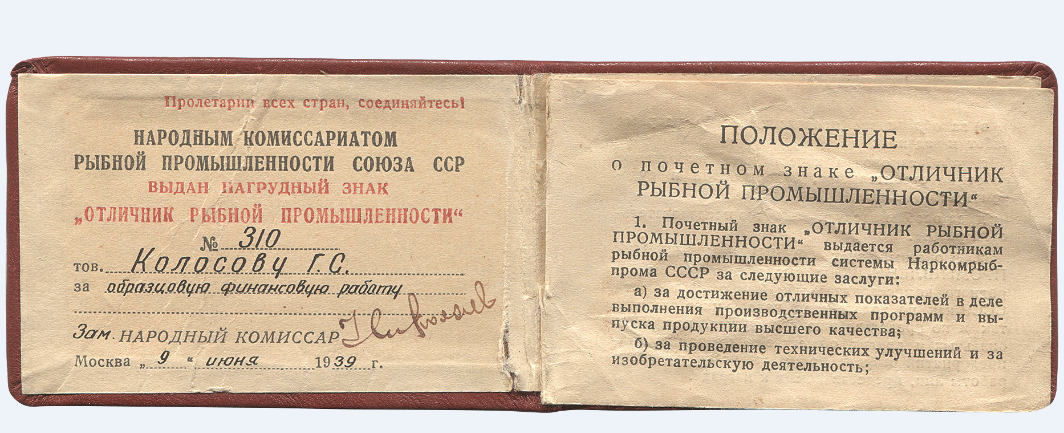 Пролетарии всех стран, соединяйтесь!
НАРОДНЫМ КОМИССАРИАТОМ
РЫБНОЙ ПРОМЫШЛЕННОСТИ СОЮЗА ССР
ВЫДАН НАГРУДНЫЙ ЗНАК
„ОТЛИЧНИК РЫБНОЙ ПРОМЫШЛЕННОСТИ“
№ 310
тов. Колосову Г.С.
за образцовую финансовую работу
Зам. НАРОДНЫЙ КОМИССАР
Москва „9“ июня 1939 г.
ПОЛОЖЕНИЕ
о почетном знаке „ОТЛИЧНИК
РЫБНОЙ ПРОМЫШЛЕННОСТИ“
1. Почетный знак „ОТЛИЧНИК РЫБНОЙ
ПРОМЫШЛЕННОСТИ“ выдается работникам
рыбной промышленности системы Наркомрыб-
прома СССР за следующие заслуги:
а) за достижение отличных показателей в деле
выполнения производственных программ и вы-
пуска продукции высшего качества;
б) за проведение технических улучшений и за
изобретательскую деятельность;